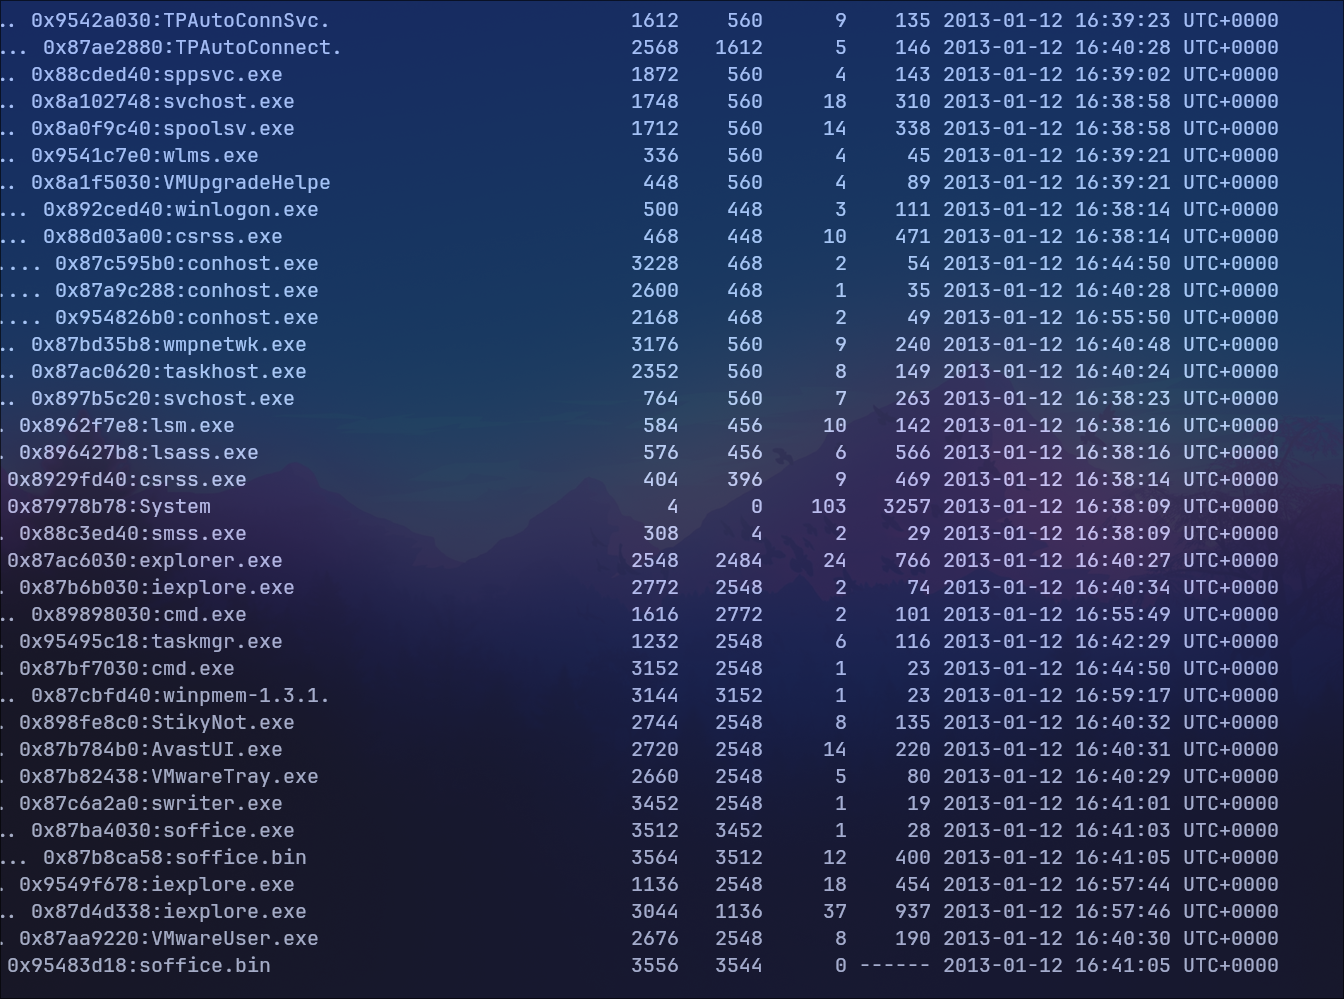 .. 0x9542a030:TPAutoConnSvc. 1612 560 9 135 2013-01-12 16:39:23 UTC+0000
... 0x87ae2880:TPAutoConnect. 2568 1612 5 146 2013-01-12 16:40:28 UTC+0000
.. 0x88cded40:sppsvc.exe 1872 560 4 143 2013-01-12 16:39:02 UTC+0000
.. 0x8a102748:svchost.exe 1748 560 18 310 2013-01-12 16:38:58 UTC+0000
.. 0x8a0f9c40:spoolsv.exe 1712 560 14 338 2013-01-12 16:38:58 UTC+0000
.. 0x9541c7e0:wlms.exe 336 560 4 45 2013-01-12 16:39:21 UTC+0000
.. 0x8a1f5030:VMUpgradeHelpe 448 560 4 89 2013-01-12 16:39:21 UTC+0000
... 0x892ced40:winlogon.exe 500 448 3 111 2013-01-12 16:38:14 UTC+0000
... 0x88d03a00:csrss.exe 468 448 10 471 2013-01-12 16:38:14 UTC+0000
.... 0x87c595b0:conhost.exe 3228 468 2 54 2013-01-12 16:44:50 UTC+0000
.... 0x87a9c288:conhost.exe 2600 468 1 35 2013-01-12 16:40:28 UTC+0000
.... 0x954826b0:conhost.exe 2168 468 2 49 2013-01-12 16:55:50 UTC+0000
.. 0x87bd35b8:wmpnetwk.exe 3176 560 9 240 2013-01-12 16:40:48 UTC+0000
.. 0x87ac0620:taskhost.exe 2352 560 8 149 2013-01-12 16:40:24 UTC+0000
.. 0x897b5c20:svchost.exe 764 560 7 263 2013-01-12 16:38:23 UTC+0000
. 0x8962f7e8:lsm.exe 584 456 10 142 2013-01-12 16:38:16 UTC+0000
. 0x896427b8:lsass.exe 576 456 6 566 2013-01-12 16:38:16 UTC+0000
0x8929fd40:csrss.exe 404 396 9 469 2013-01-12 16:38:14 UTC+0000
0x87978b78:System 4 0 103 3257 2013-01-12 16:38:09 UTC+0000
. 0x88c3ed40:smss.exe 308 4 2 29 2013-01-12 16:38:09 UTC+0000
0x87ac6030:explorer.exe 2548 2484 24 766 2013-01-12 16:40:27 UTC+0000
. 0x87b6b030:iexplore.exe 2772 2548 2 74 2013-01-12 16:40:34 UTC+0000
.. 0x89898030:cmd.exe 1616 2772 2 101 2013-01-12 16:55:49 UTC+0000
. 0x95495c18:taskmgr.exe 1232 2548 6 116 2013-01-12 16:42:29 UTC+0000
. 0x87bf7030:cmd.exe 3152 2548 1 23 2013-01-12 16:44:50 UTC+0000
.. 0x87cbfd40:winpmem-1.3.1. 3144 3152 1 23 2013-01-12 16:59:17 UTC+0000
. 0x898fe8c0:StikyNot.exe 2744 2548 8 135 2013-01-12 16:40:32 UTC+0000
. 0x87b784b0:AvastUI.exe 2720 2548 14 220 2013-01-12 16:40:31 UTC+0000
. 0x87b82438:VMwareTray.exe 2660 2548 5 80 2013-01-12 16:40:29 UTC+0000
. 0x87c6a2a0:swriter.exe 3452 2548 1 19 2013-01-12 16:41:01 UTC+0000
.. 0x87ba4030:soffice.exe 3512 3452 1 28 2013-01-12 16:41:03 UTC+0000
... 0x87b8ca58:soffice.bin 3564 3512 12 400 2013-01-12 16:41:05 UTC+0000
. 0x9549f678:iexplore.exe 1136 2548 18 454 2013-01-12 16:57:44 UTC+0000
.. 0x87d4d338:iexplore.exe 3044 1136 37 937 2013-01-12 16:57:46 UTC+0000
. 0x87aa9220:VMwareUser.exe 2676 2548 8 190 2013-01-12 16:40:30 UTC+0000
0x95483d18:soffice.bin 3556 3544 0 ------ 2013-01-12 16:41:05 UTC+0000